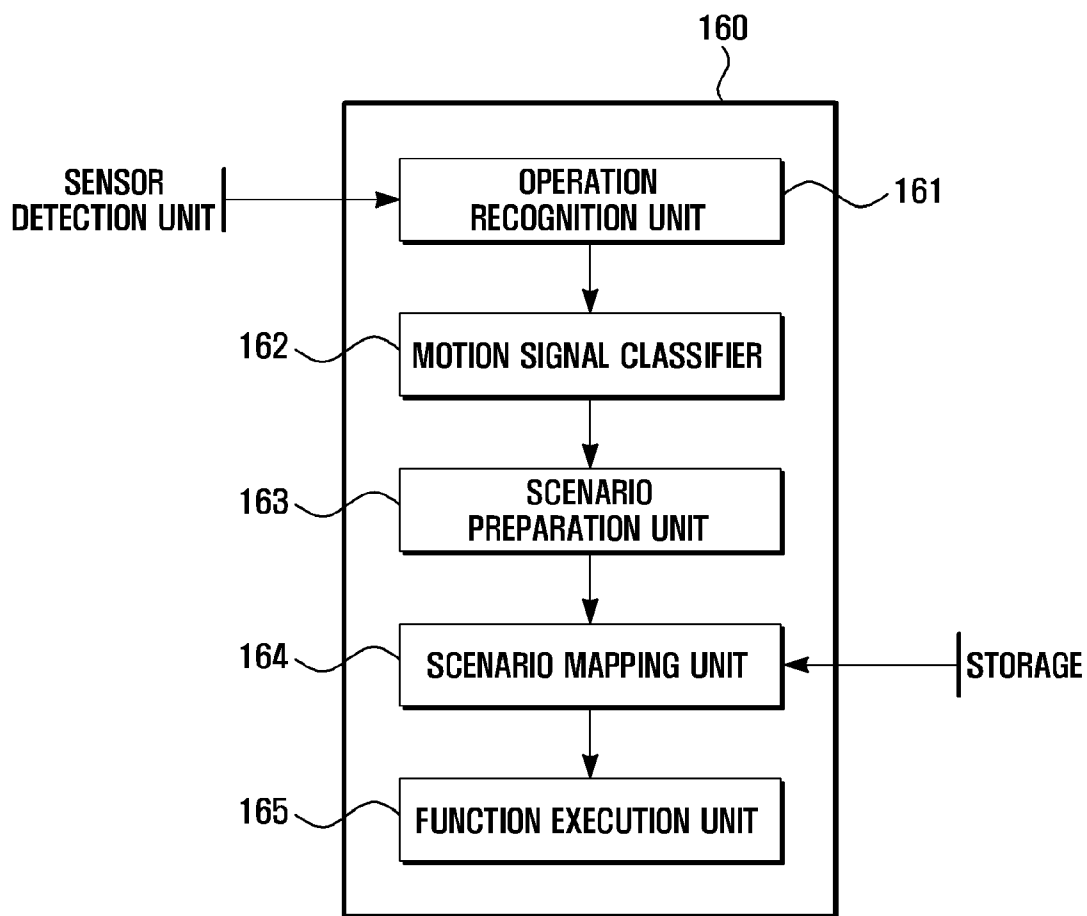 160
SENSOR
DETECTION UNIT
OPERATION
RECOGNITION UNIT
161
162
MOTION SIGNAL CLASSIFIER
163
SCENARIO
PREPARATION UNIT
164
SCENARIO MAPPING UNIT
STORAGE
165
FUNCTION EXECUTION UNIT